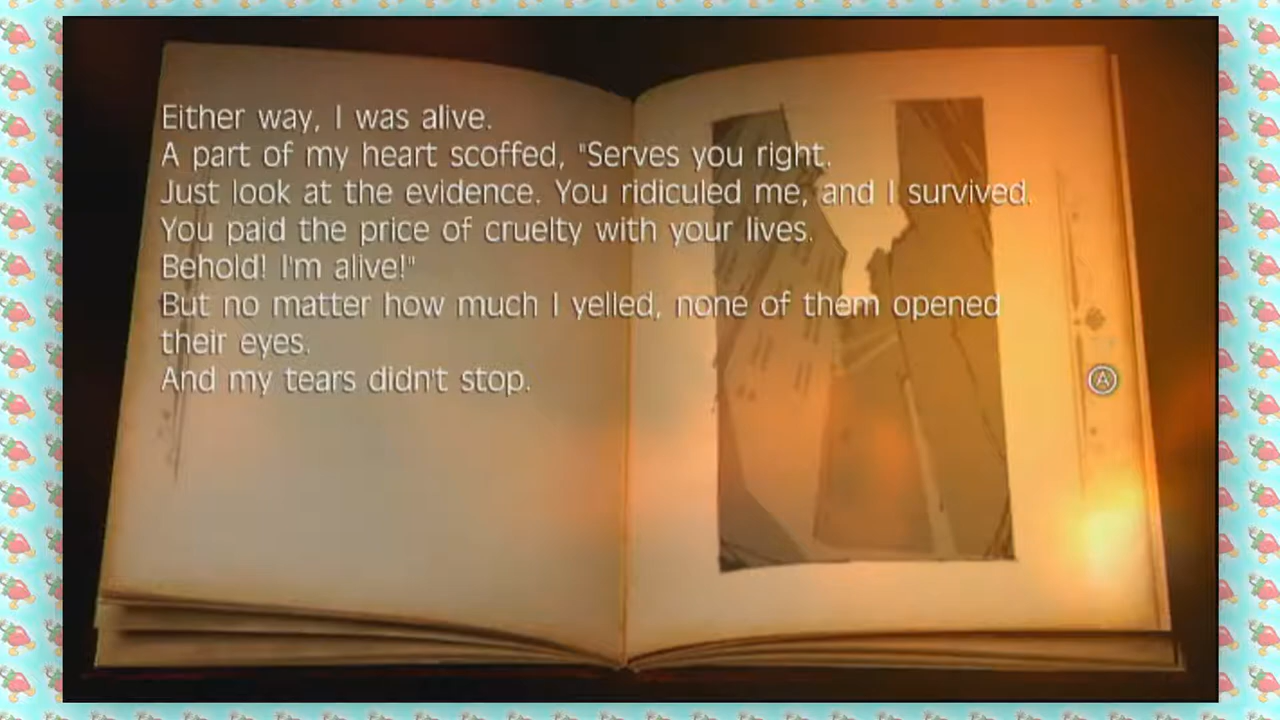 Either way, I was alive.
A part of my heart scoffed, "Serves you right.
Just look at the evidence. You ridiculed me, and I survived.
You paid the price of cruelty with your lives.
Behold! I'm alive!"
But no matter how much I yelled, none of them opened
their eyes.
And my tears didn't stop.
A